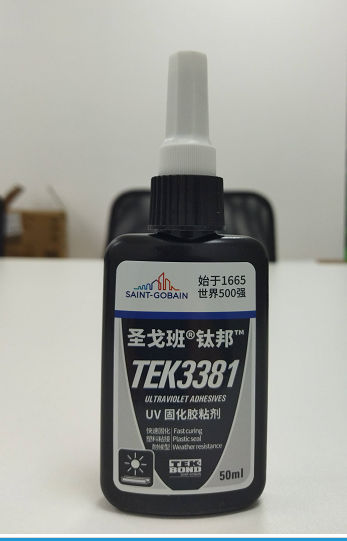 SAINT-GOBAIN
始于1665
世界500强
圣戈班®钛邦™
TEK3381
ULTRAVIOLET ADHESIVES
UV 固化胶粘剂
快速固化 | Fast curing
塑料粘接 | Plastic seal
耐候型 | Weather resistance
TEK
BOND
50ml